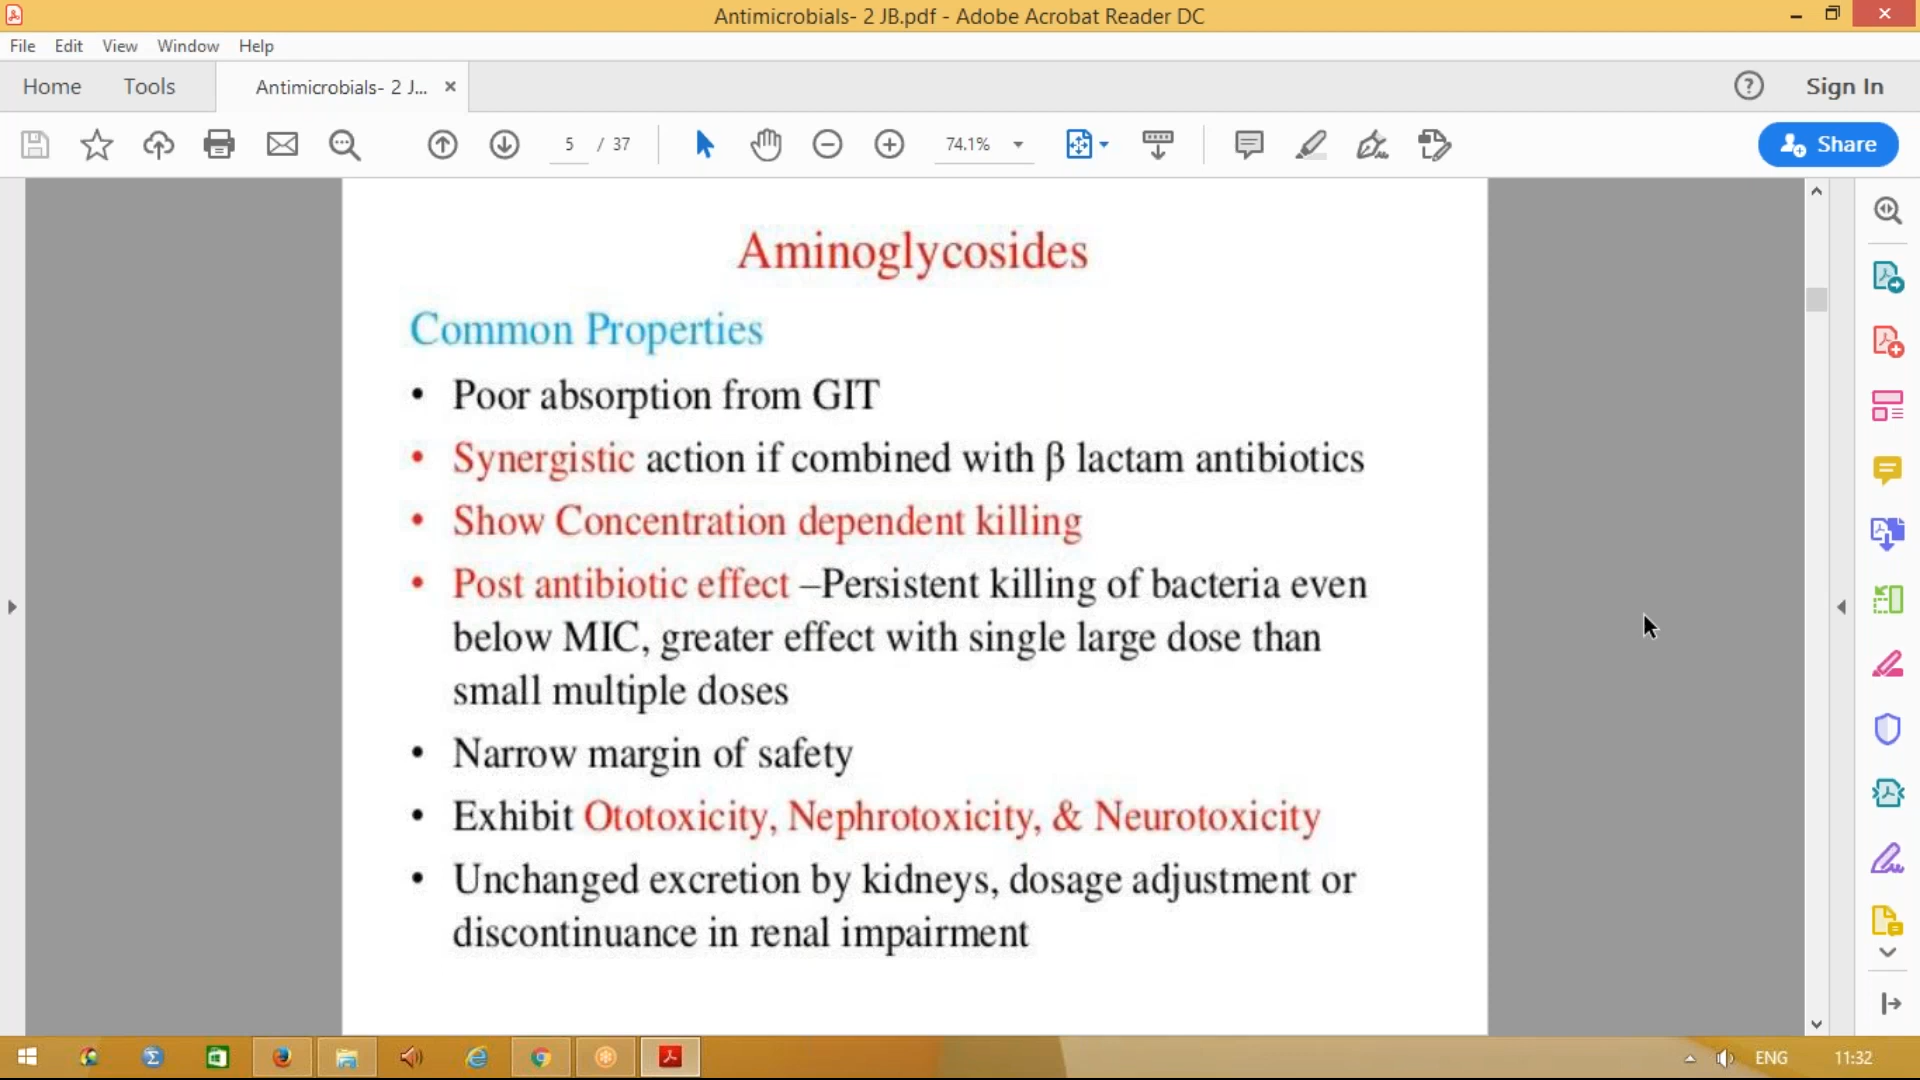 Antimicrobials- 2 JB.pdf - Adobe Acrobat Reader DC
File Edit View Window Help
Home Tools Antimicrobials- 2 J... × Sign In
5 / 37 74.1% Share
Aminoglycosides
Common Properties
• Poor absorption from GIT
• Synergistic action if combined with β lactam antibiotics
• Show Concentration dependent killing
• Post antibiotic effect –Persistent killing of bacteria even
below MIC, greater effect with single large dose than
small multiple doses
• Narrow margin of safety
• Exhibit Ototoxicity, Nephrotoxicity, & Neurotoxicity
• Unchanged excretion by kidneys, dosage adjustment or
discontinuance in renal impairment
ENG 11:32